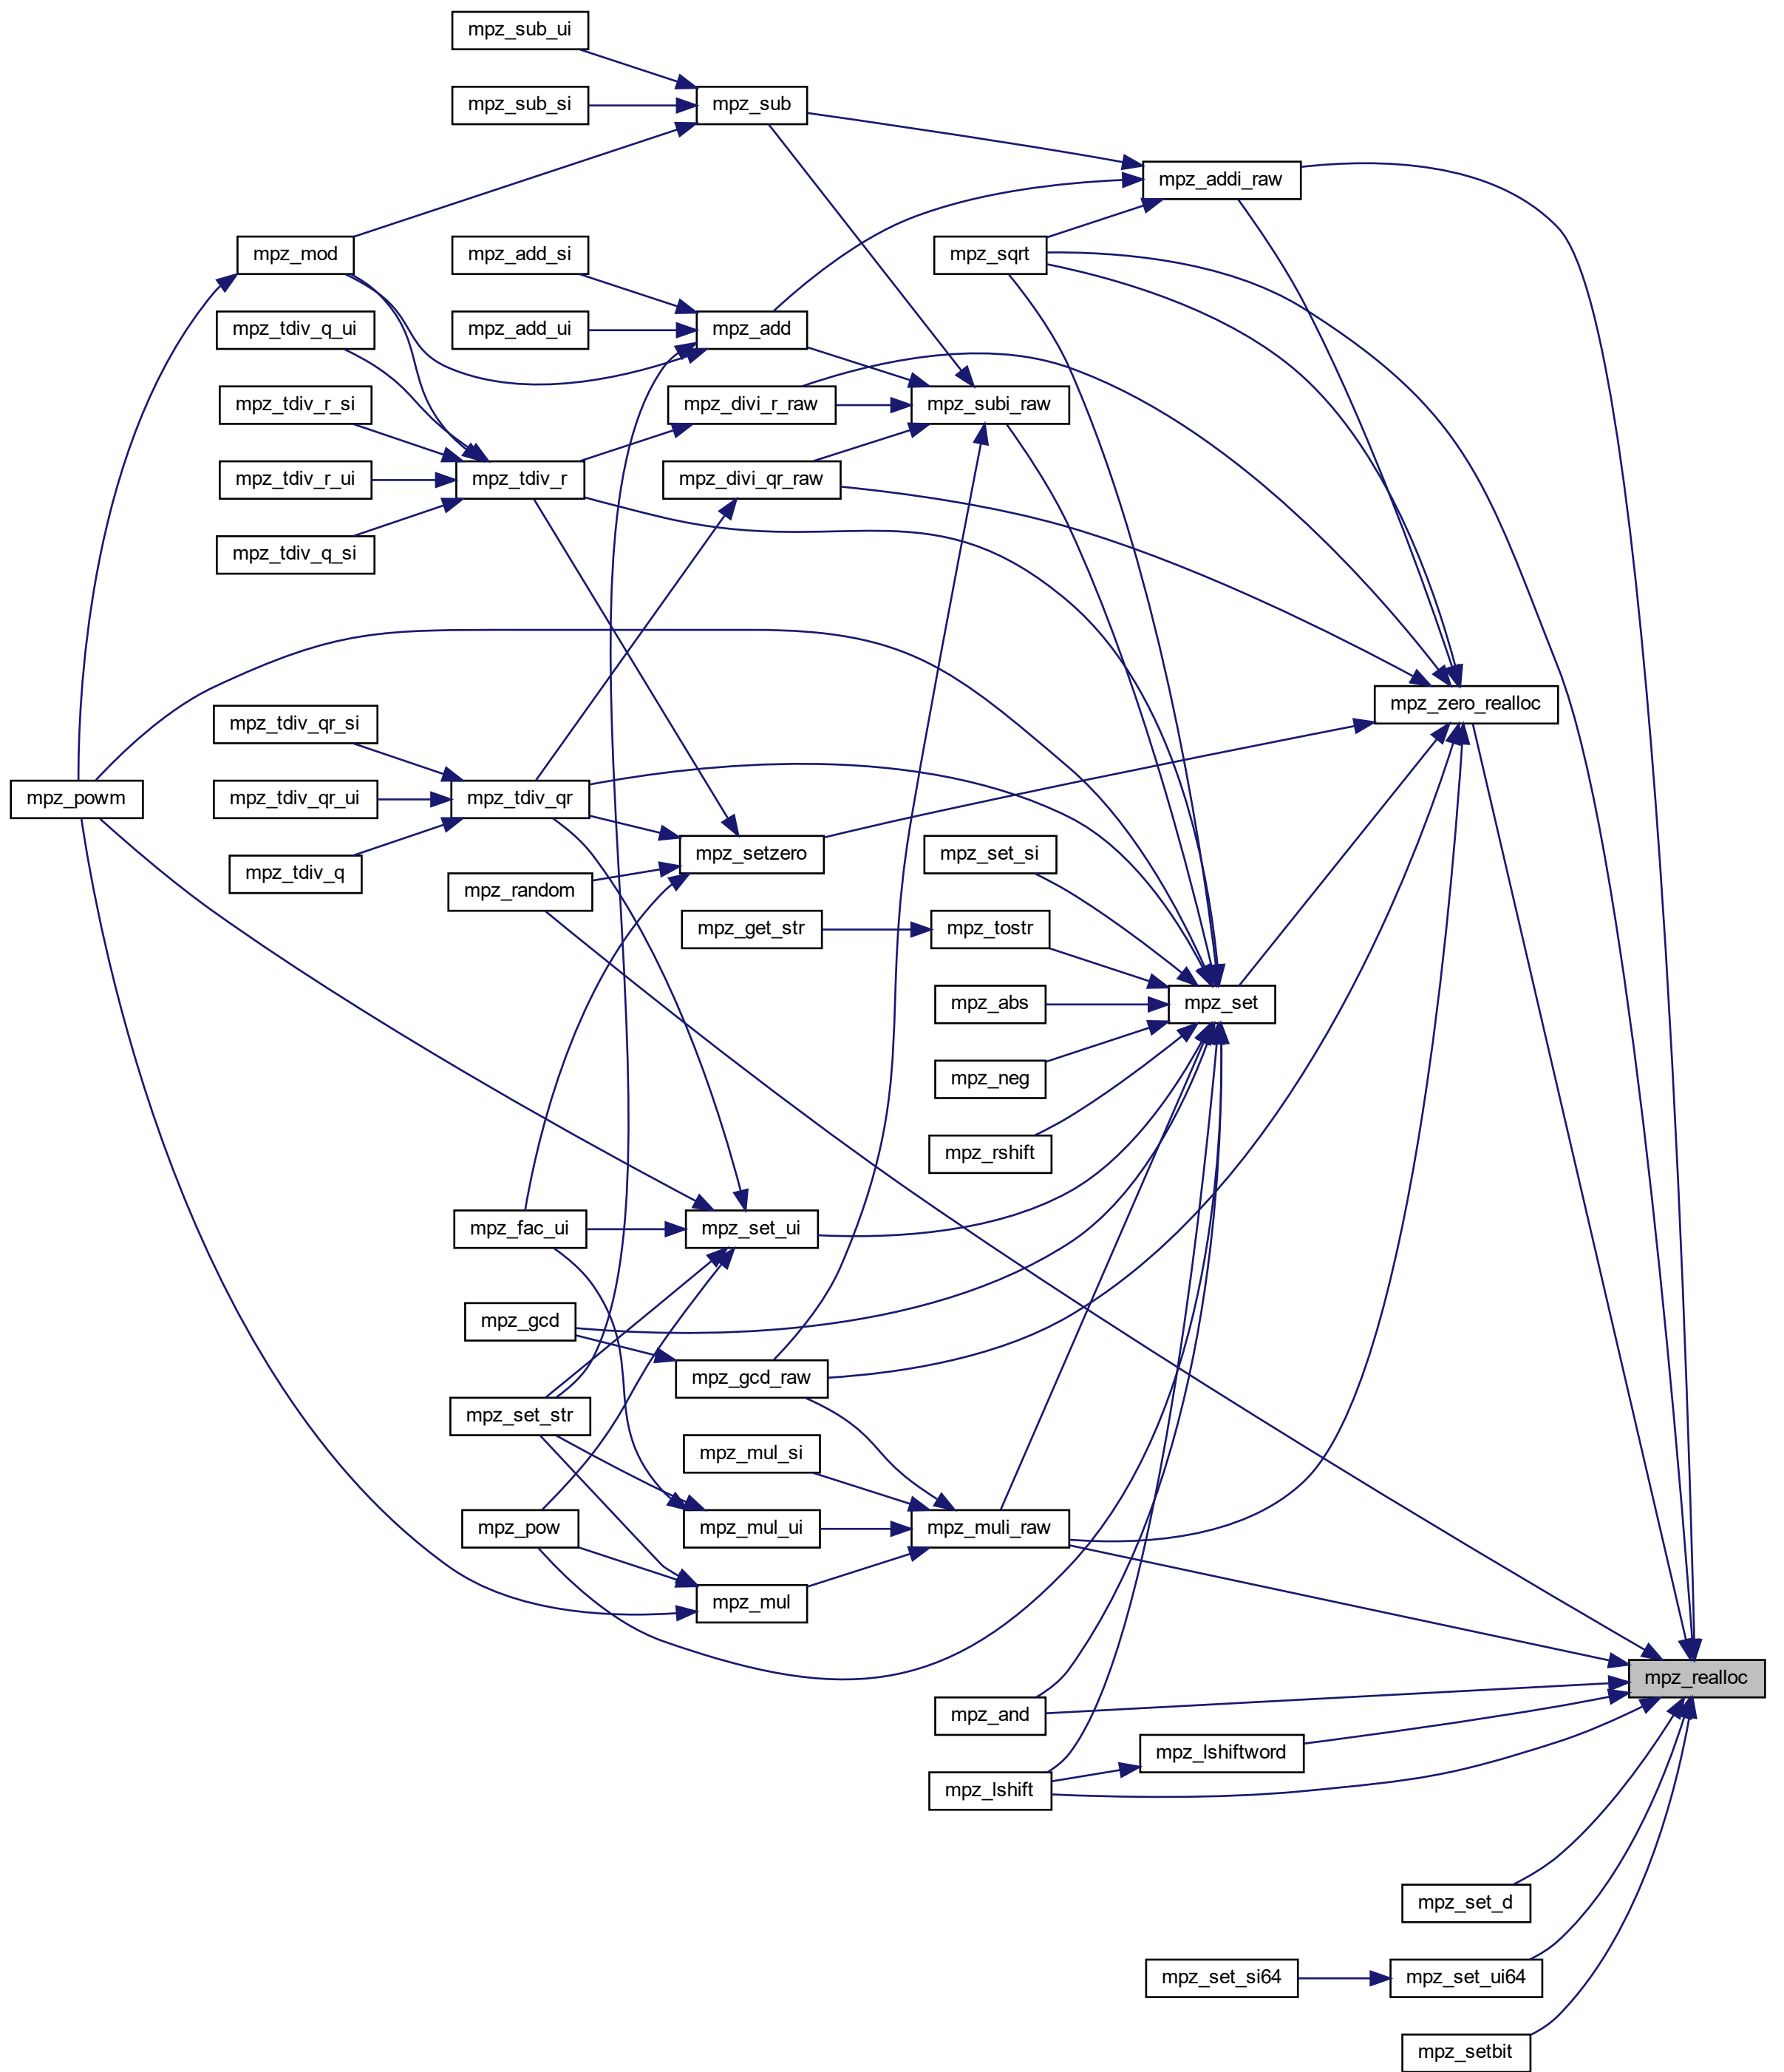 mpz_sub_ui
mpz_sub_si
mpz_sub
mpz_addi_raw
mpz_mod
mpz_add_si
mpz_sqrt
mpz_tdiv_q_ui
mpz_add_ui
mpz_add
mpz_tdiv_r_si
mpz_divi_r_raw
mpz_subi_raw
mpz_tdiv_r_ui
mpz_tdiv_r
mpz_divi_qr_raw
mpz_tdiv_q_si
mpz_zero_realloc
mpz_tdiv_qr_si
mpz_powm
mpz_tdiv_qr_ui
mpz_tdiv_qr
mpz_setzero
mpz_set_si
mpz_tdiv_q
mpz_random
mpz_get_str
mpz_tostr
mpz_abs
mpz_set
mpz_neg
mpz_rshift
mpz_fac_ui
mpz_set_ui
mpz_gcd
mpz_gcd_raw
mpz_set_str
mpz_mul_si
mpz_pow
mpz_mul_ui
mpz_muli_raw
mpz_mul
mpz_realloc
mpz_and
mpz_lshiftword
mpz_lshift
mpz_set_d
mpz_set_si64
mpz_set_ui64
mpz_setbit